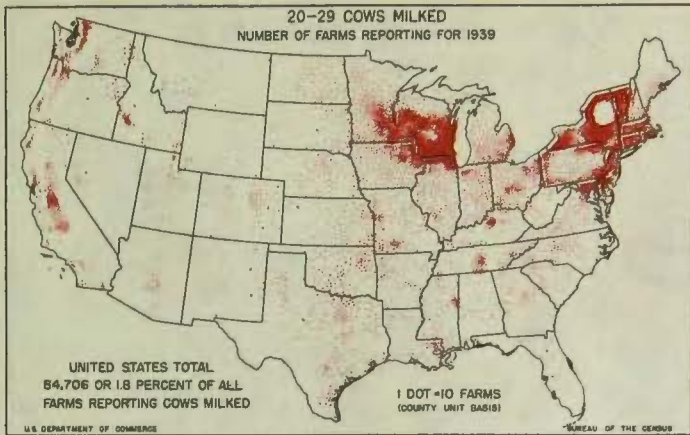 20-29 COWS MILKED
NUMBER OF FARMS REPORTING FOR 1939
UNITED STATES TOTAL
84,706 OR 1.8 PERCENT OF ALL
FARMS REPORTING COWS MILKED
1 DOT=10 FARMS
(COUNTY UNIT BASIS)
U.S. DEPARTMENT OF COMMERCE
BUREAU OF THE CENSUS